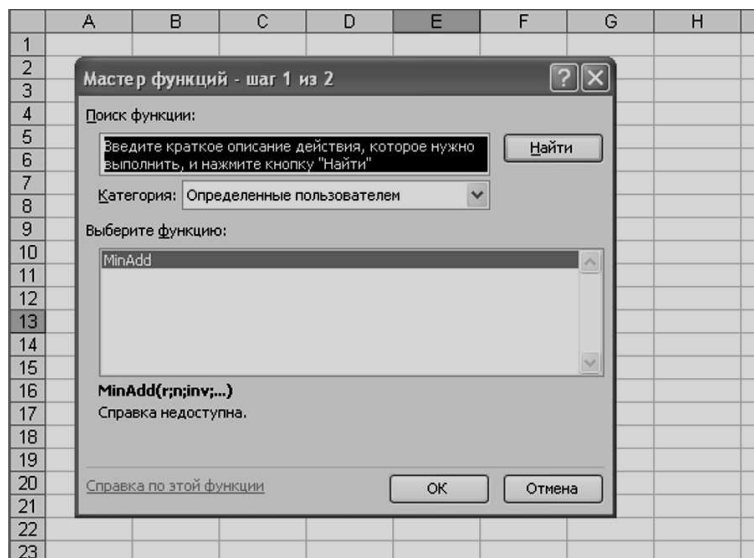 A B C D E F G H
1
2
Мастер функций - шаг 1 из 2
3
4
Поиск функции:
5
Введите краткое описание действия, которое нужно
Найти
6
выполнить, и нажмите кнопку "Найти"
7
Категория: Определенные пользователем
8
9
Выберите функцию:
10
MinAdd
11
12
13
14
15
16
MinAdd(r;n;inv;...)
17
Справка недоступна.
18
19
20
Справка по этой функции
OK
Отмена
21
22
23